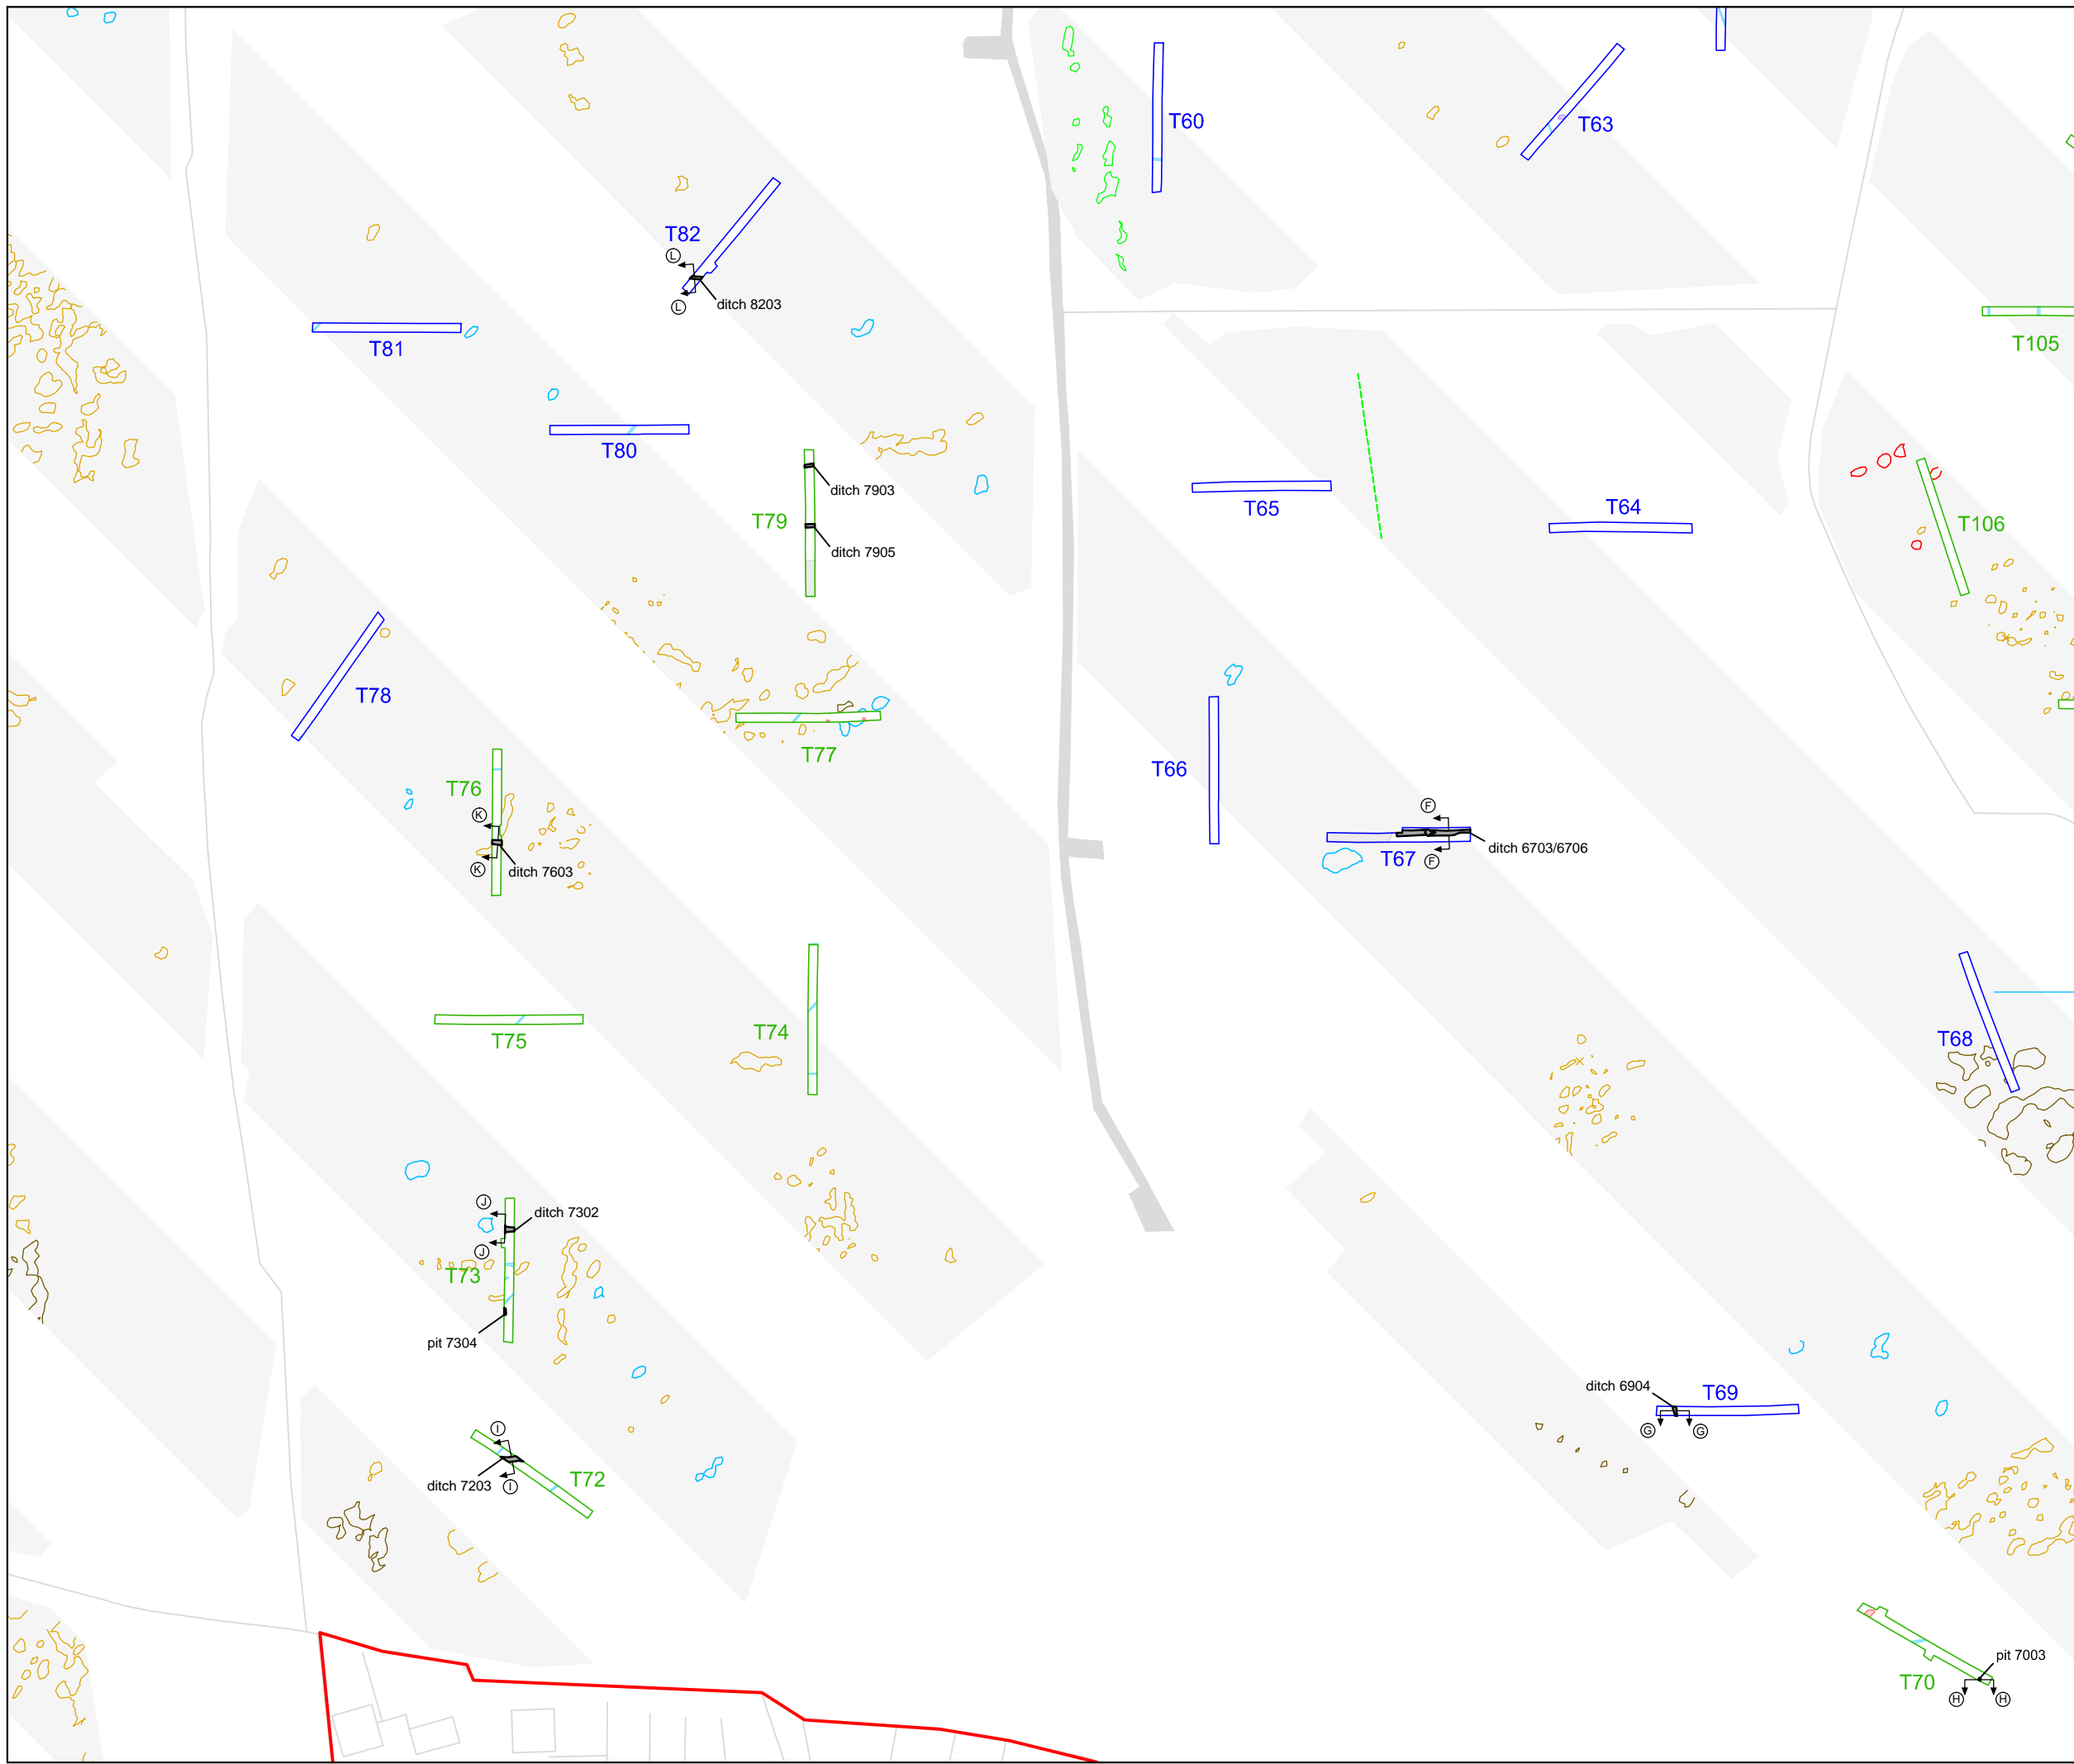 T60
T63
T82
L
L
ditch 8203
T81
T105
T80
ditch 7903
T79
ditch 7905
T65
T64
T106
T78
T77
T76
K
K
ditch 7603
T66
F
F
T67
ditch 6703/6706
T75
T74
T68
J
J
ditch 7302
T73
pit 7304
ditch 6904
T69
G
G
I
I
ditch 7203
T72
pit 7003
T70
H
H